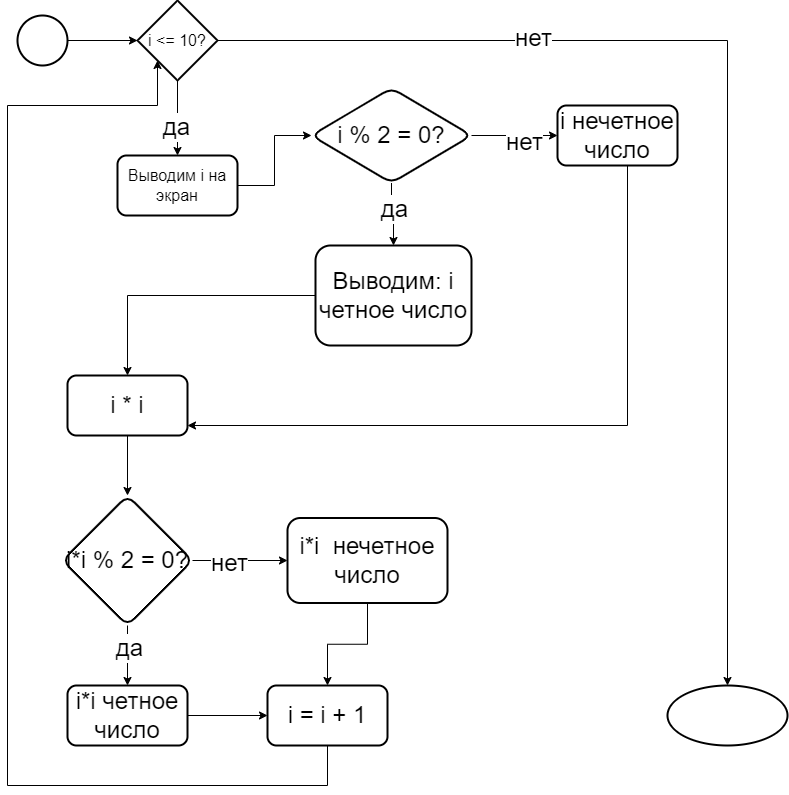 i <= 10?
нет
да
Выводим i на
экран
i % 2 = 0?
нет
i нечетное
число
да
Выводим: i
четное число
i * i
i*i % 2 = 0?
нет
i*i нечетное
число
да
i*i четное
число
i = i + 1